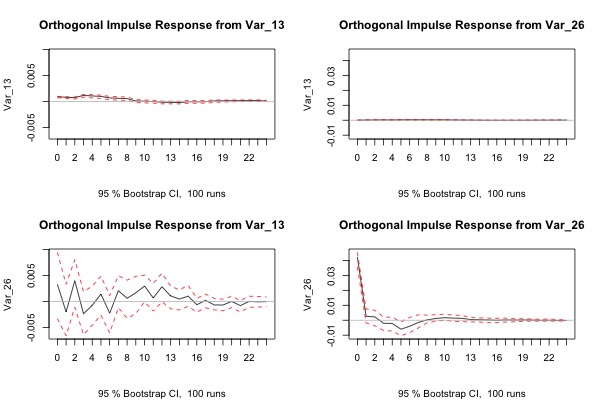 Orthogonal Impulse Response from Var_13
Var_13
0.005
-0.005
0 2 4 6 8 10 13 16 19 22
95 % Bootstrap CI, 100 runs
Orthogonal Impulse Response from Var_26
Var_13
0.03
0.01
-0.01
0 2 4 6 8 10 13 16 19 22
95 % Bootstrap CI, 100 runs
Orthogonal Impulse Response from Var_13
Var_26
0.005
-0.005
0 2 4 6 8 10 13 16 19 22
95 % Bootstrap CI, 100 runs
Orthogonal Impulse Response from Var_26
Var_26
0.03
0.01
-0.01
0 2 4 6 8 10 13 16 19 22
95 % Bootstrap CI, 100 runs